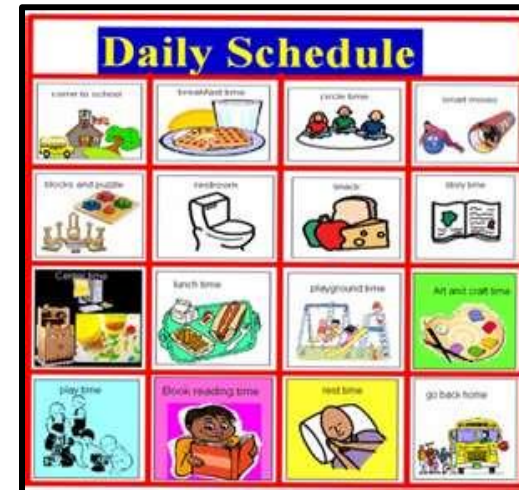 Daily Schedule
come to school
breakfast time
circle time
smart moves
blocks and puzzle
restroom
snack
story time
Center time
lunch time
playground time
Art and craft time
play time
Book reading time
rest time
go back home